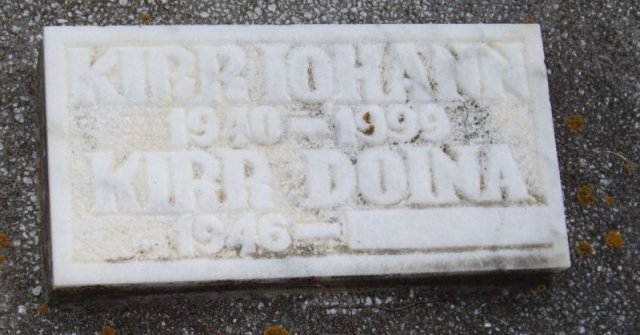 KIRR IOHANN
1940-1999
KIRR DOINA
1946-